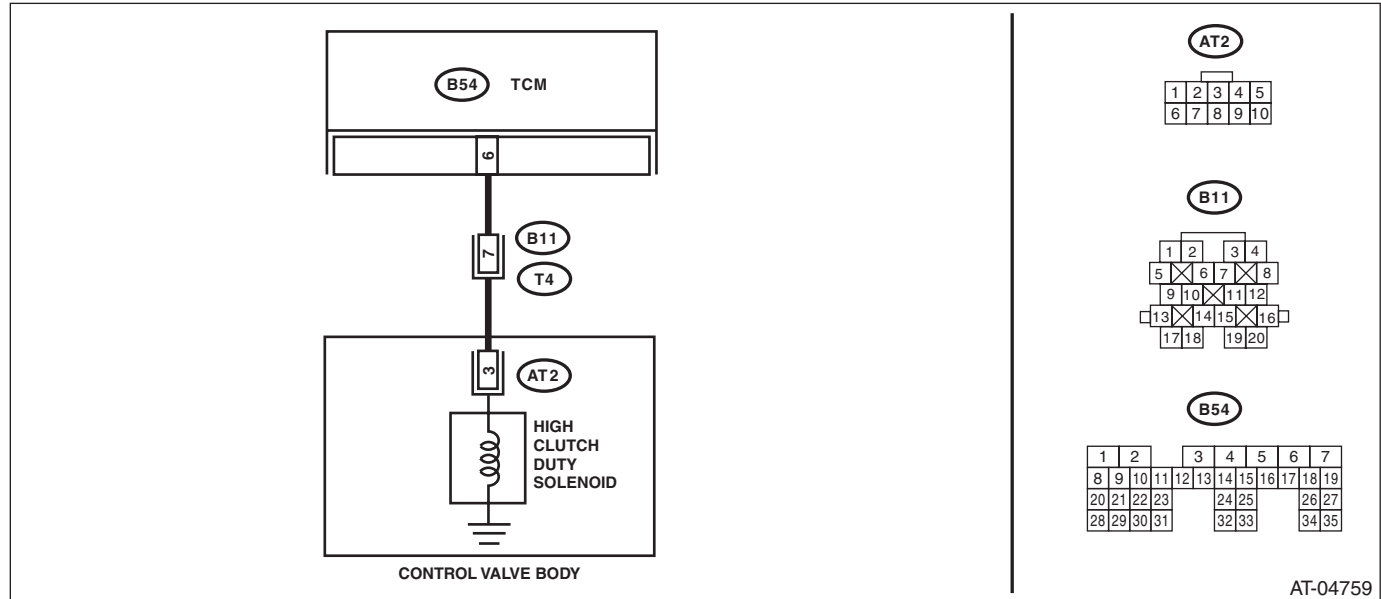 B54 TCM
6
7
B11
T4
3
AT2
HIGH
CLUTCH
DUTY
SOLENOID
CONTROL VALVE BODY
AT2
1 2 3 4 5
6 7 8 9 10
B11
1 2 3 4
5 6 7 8
9 10 11 12
13 14 15 16
17 18 19 20
B54
1 2 3 4 5 6 7
8 9 10 11 12 13 14 15 16 17 18 19
20 21 22 23 24 25 26 27
28 29 30 31 32 33 34 35
AT-04759